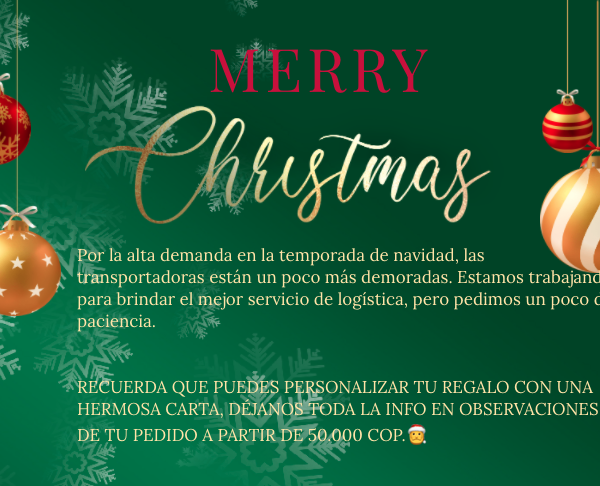 MERRY
Christmas
Por la alta demanda en la temporada de navidad, las
transportadoras están un poco más demoradas. Estamos trabajand
para brindar el mejor servicio de logística, pero pedimos un poco d
paciencia.
RECUERDA QUE PUEDES PERSONALIZAR TU REGALO CON UNA
HERMOSA CARTA, DÉJANOS TODA LA INFO EN OBSERVACIONES
DE TU PEDIDO A PARTIR DE 50.000 COP.🎅